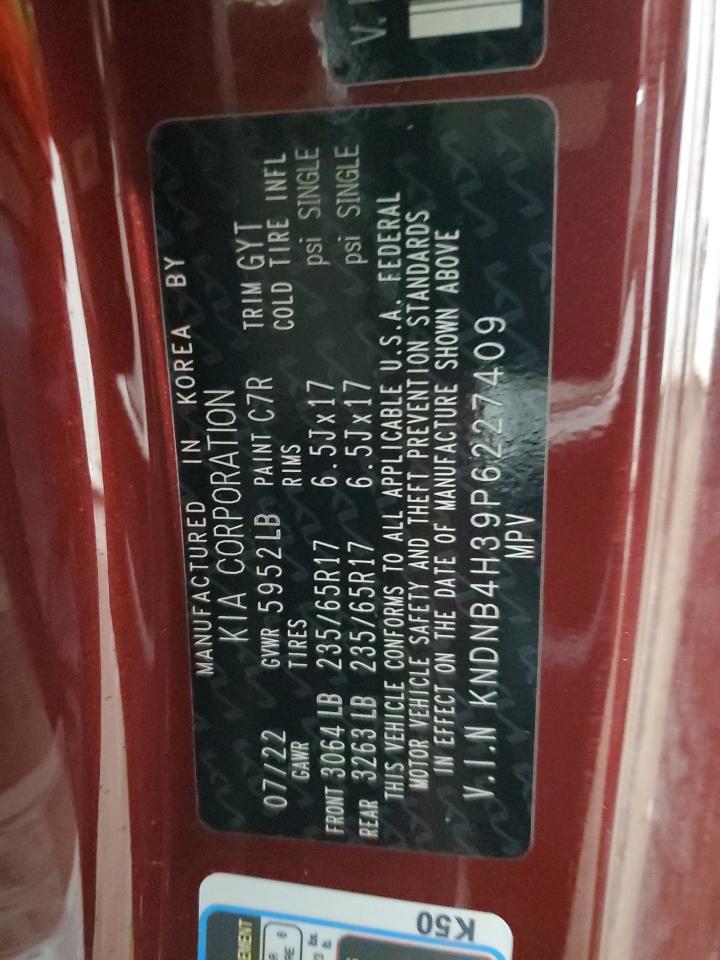 MANUFACTURED IN KOREA BY
KIA CORPORATION
07/22 GVWR 5952LB PAINT C7R TRIM GYT
GAWR TIRES RIMS COLD TIRE INFL
FRONT 3064LB 235/65R17 6.5Jx17 psi SINGLE
REAR 3263LB 235/65R17 6.5Jx17 psi SINGLE
THIS VEHICLE CONFORMS TO ALL APPLICABLE U.S.A. FEDERAL
MOTOR VEHICLE SAFETY AND THEFT PREVENTION STANDARDS
IN EFFECT ON THE DATE OF MANUFACTURE SHOWN ABOVE
V.I.N KNDNB4H39P6227409
MPV
K50